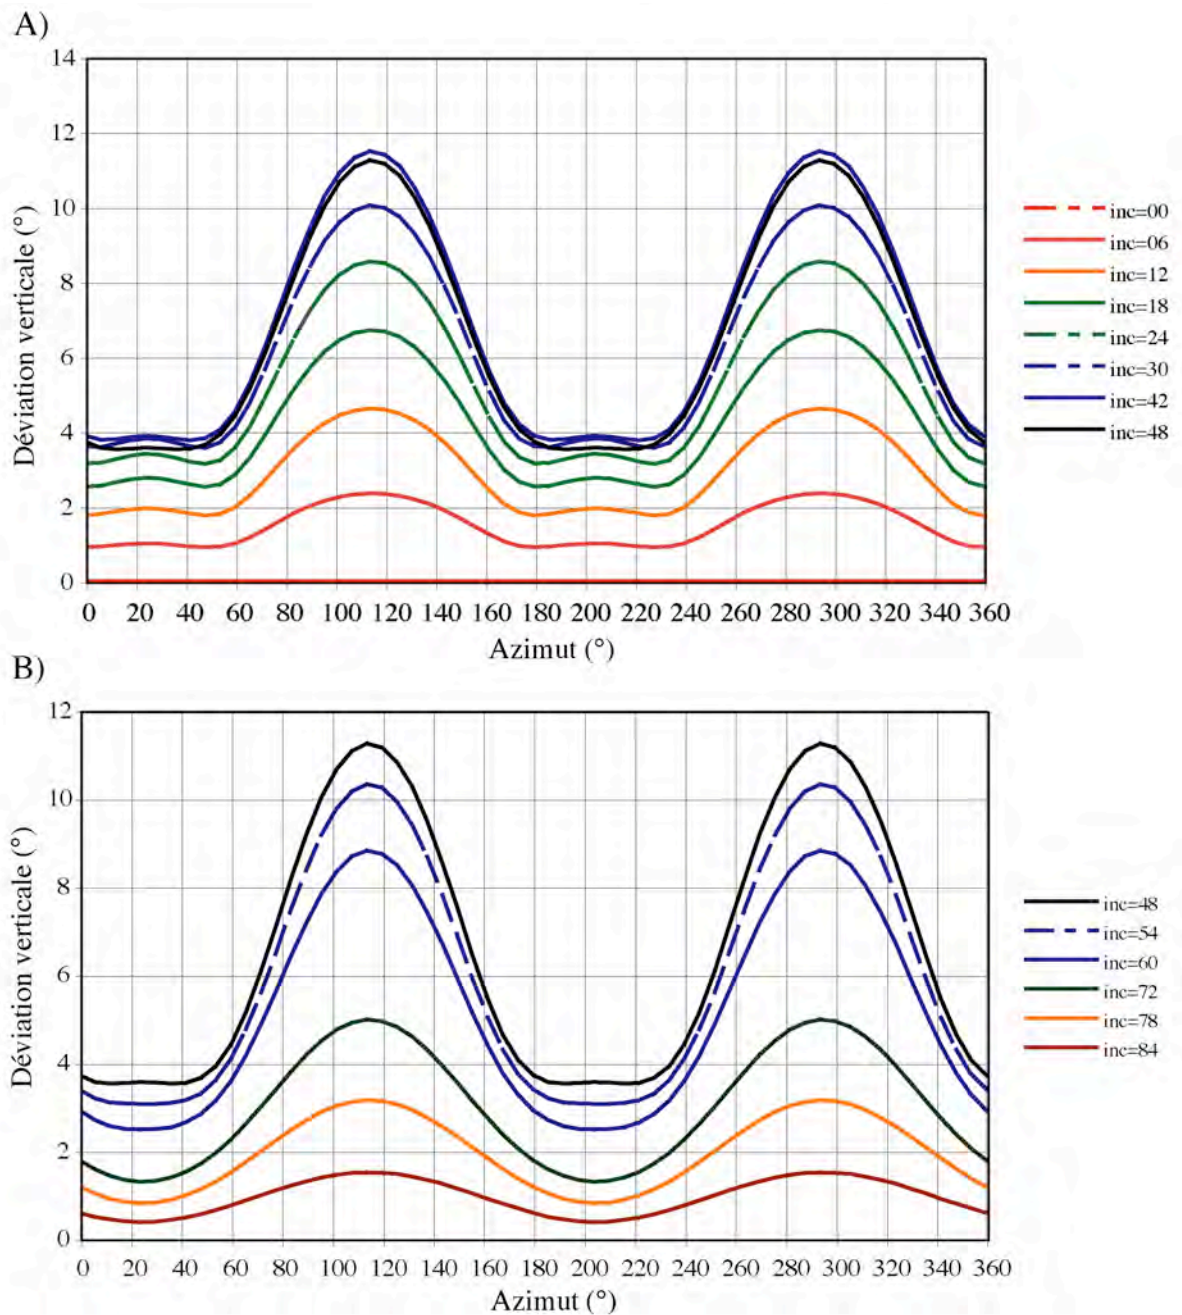 A)
14
12
10
8
6
4
2
0
Déviation verticale (°)
0 20 40 60 80 100 120 140 160 180 200 220 240 260 280 300 320 340 360
Azimut (°)
inc=00
inc=06
inc=12
inc=18
inc=24
inc=30
inc=42
inc=48
B)
12
10
8
6
4
2
0
Déviation verticale (°)
0 20 40 60 80 100 120 140 160 180 200 220 240 260 280 300 320 340 360
Azimut (°)
inc=48
inc=54
inc=60
inc=72
inc=78
inc=84